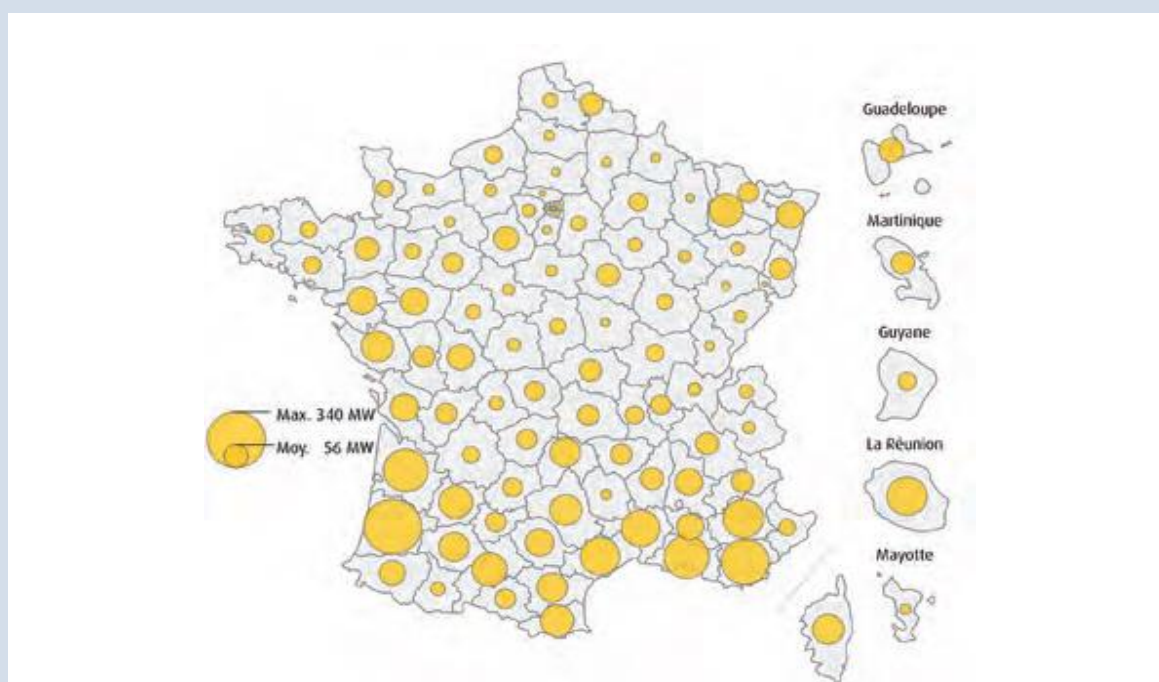 Guadeloupe
Martinique
Guyane
Max. 340 MW
Moy. 56 MW
La Réunion
Mayotte